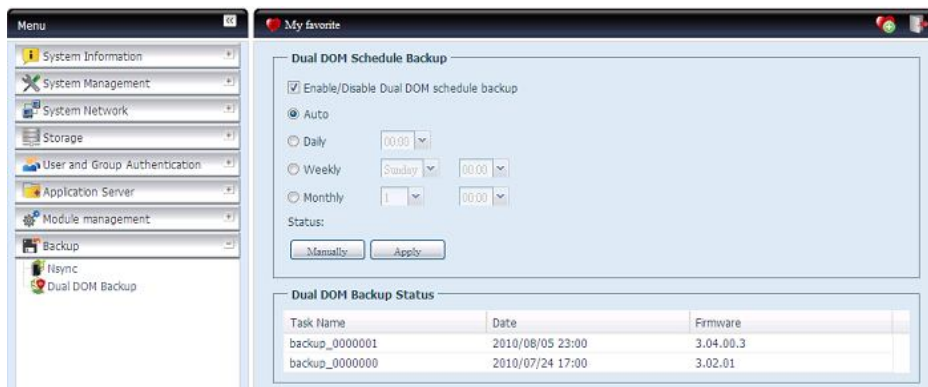 Menu
My favorite
System Information
System Management
System Network
Storage
User and Group Authentication
Application Server
Module management
Backup
Nsync
Dual DOM Backup
Dual DOM Schedule Backup
Enable/Disable Dual DOM schedule backup
Auto
Daily 00:00
Weekly Sunday 00:00
Monthly 1 00:00
Status:
Manually Apply
Dual DOM Backup Status
Task Name Date Firmware
backup_0000001 2010/08/05 23:00 3.04.00.3
backup_0000000 2010/07/24 17:00 3.02.01